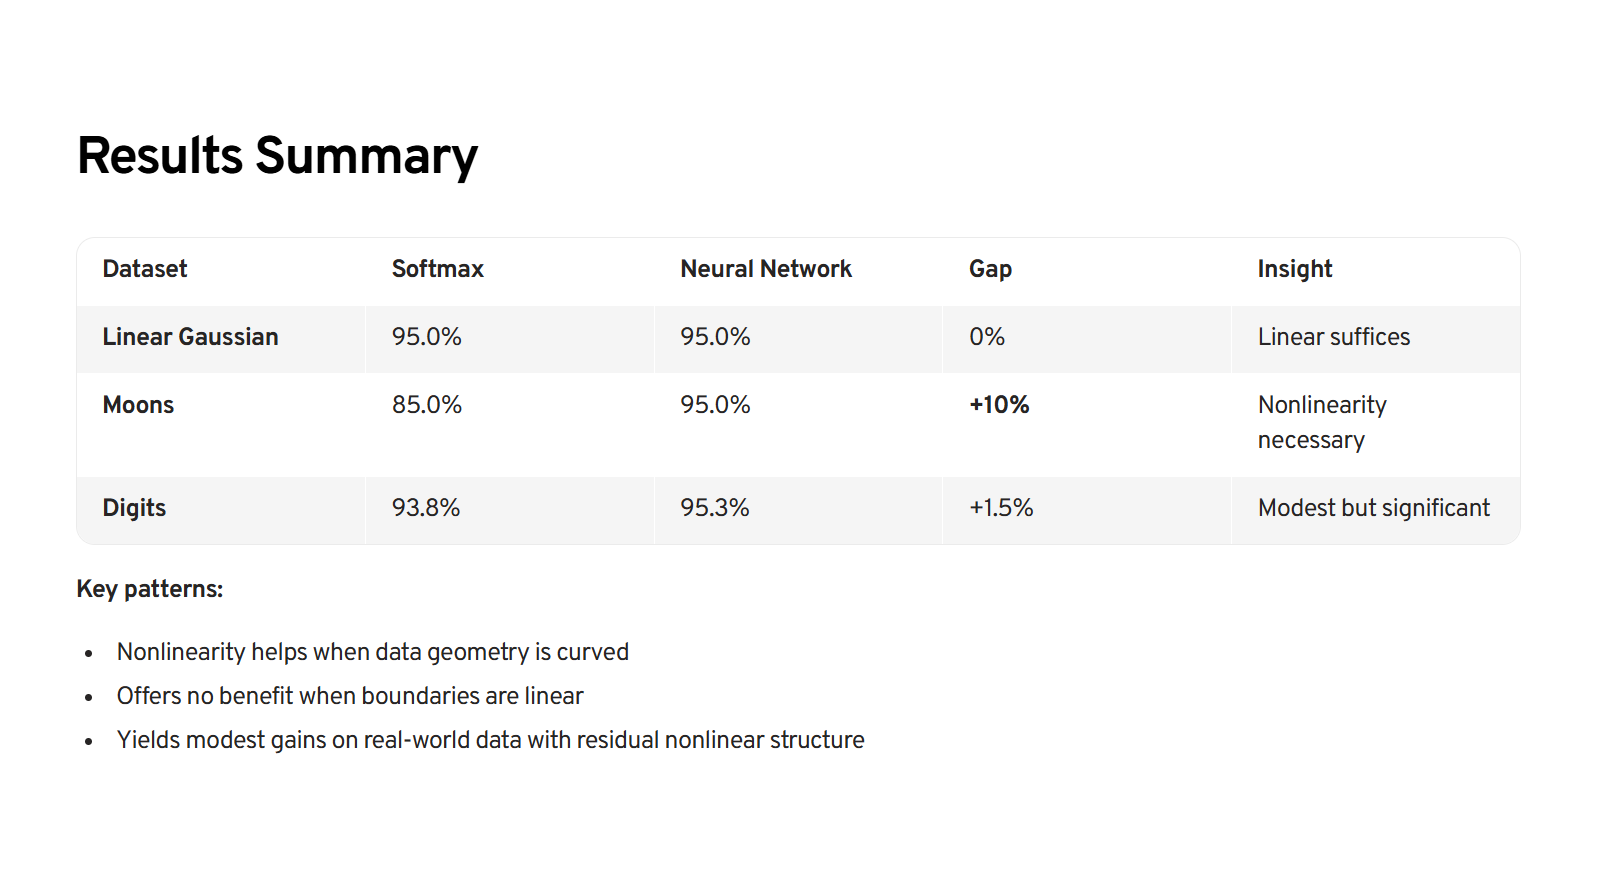 Results Summary
Dataset Softmax Neural Network Gap Insight
Linear Gaussian 95.0% 95.0% 0% Linear suffices
Moons 85.0% 95.0% +10% Nonlinearity
necessary
Digits 93.8% 95.3% +1.5% Modest but significant
Key patterns:
• Nonlinearity helps when data geometry is curved
• Offers no benefit when boundaries are linear
• Yields modest gains on real-world data with residual nonlinear structure